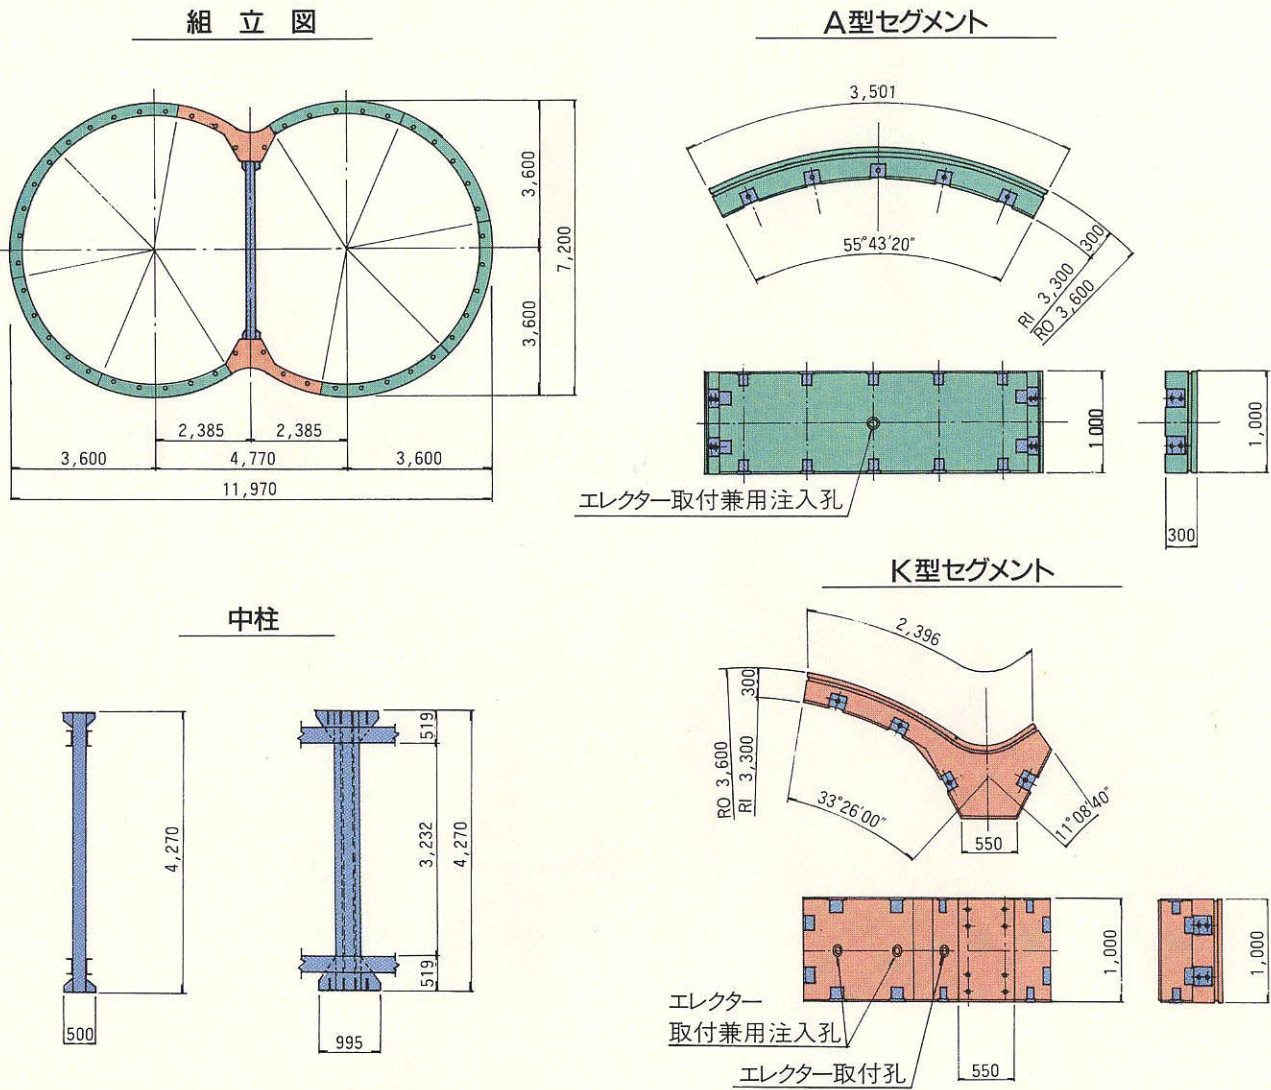 組立図
3,600
3,600
7,200
2,385
2,385
3,600
4,770
3,600
11,970
A型セグメント
3,501
55°43′20″
300
RI 3,300
RO 3,600
1000
1,000
300
エレクター取付兼用注入孔
中柱
4,270
500
519
3,232
519
4,270
995
K型セグメント
2,396
300
RO 3,600
RI 3,300
33°26′00″
550
11°08′40″
1,000
1,000
エレクター
取付兼用注入孔
エレクター取付孔
550